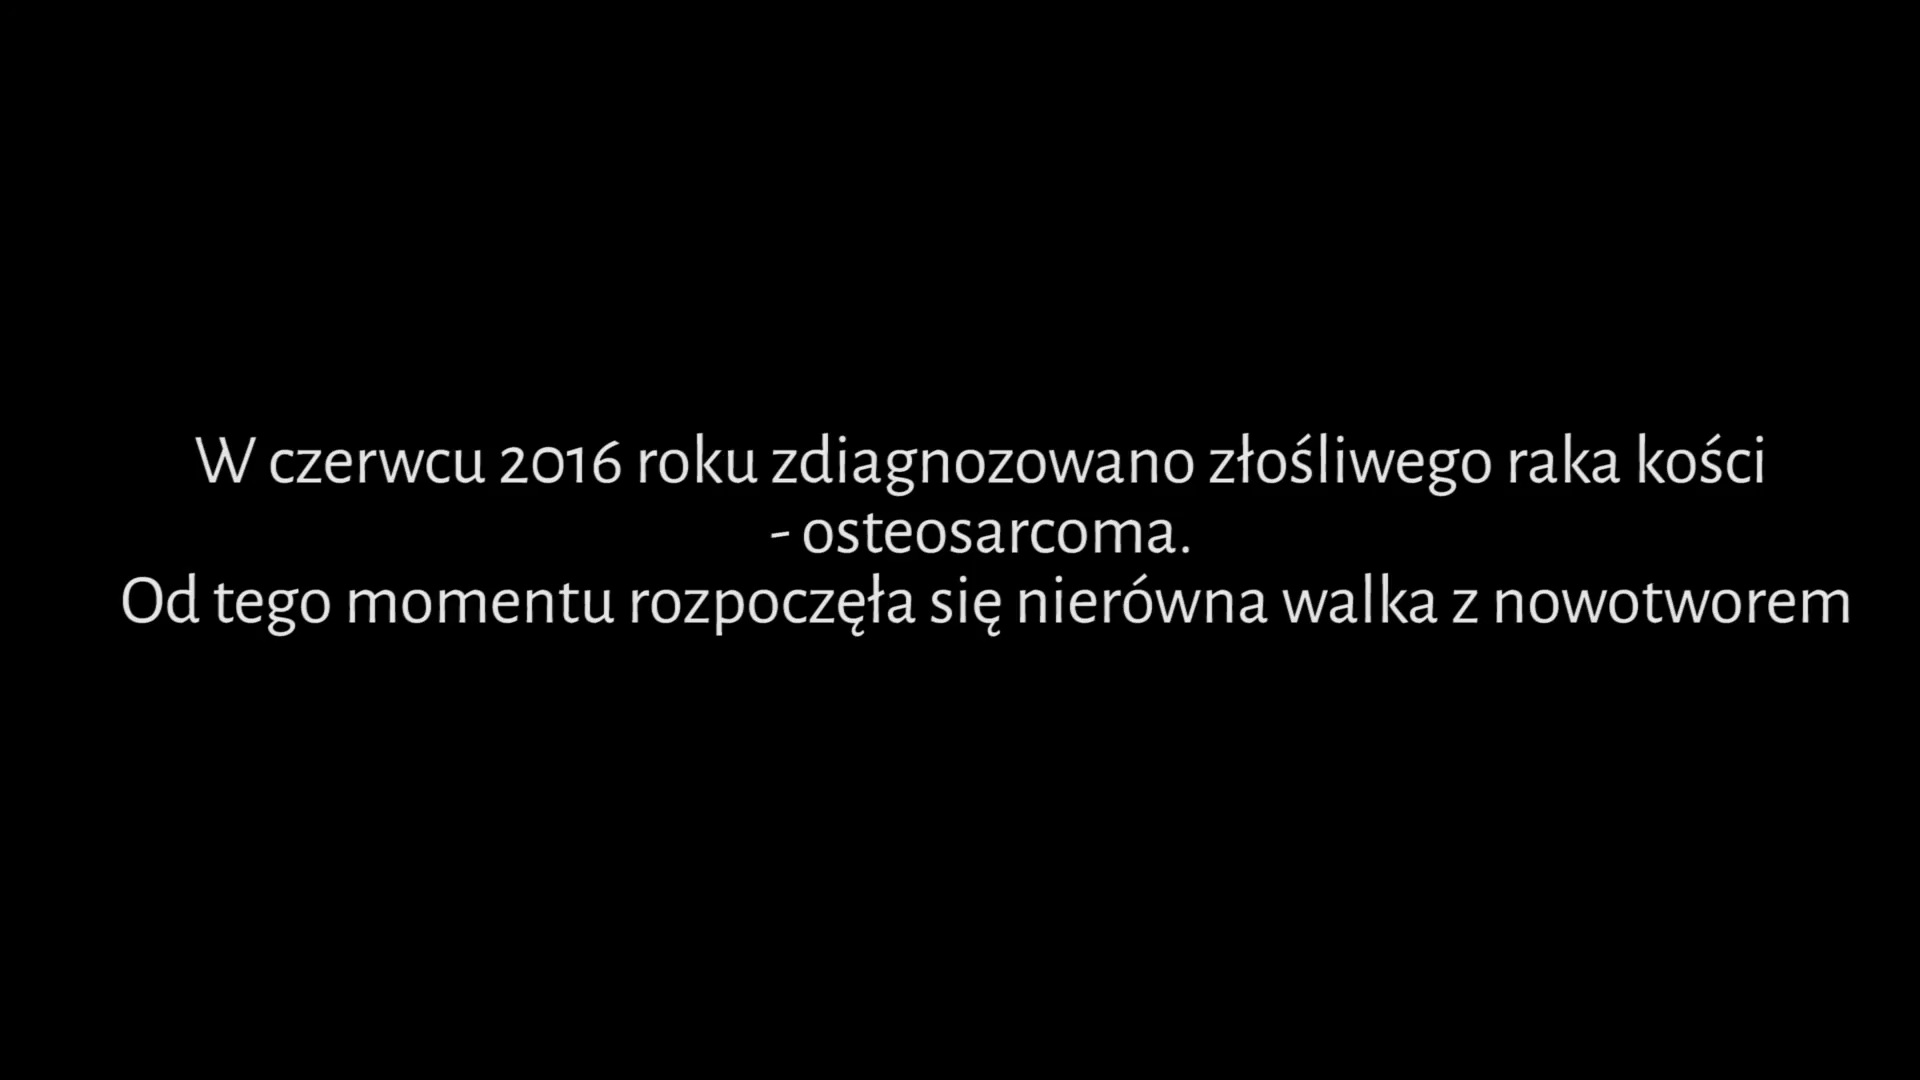 W czerwcu 2016 roku zdiagnozowano złośliwego raka kości
- osteosarcoma.
Od tego momentu rozpoczęła się nierówna walka z nowotworem